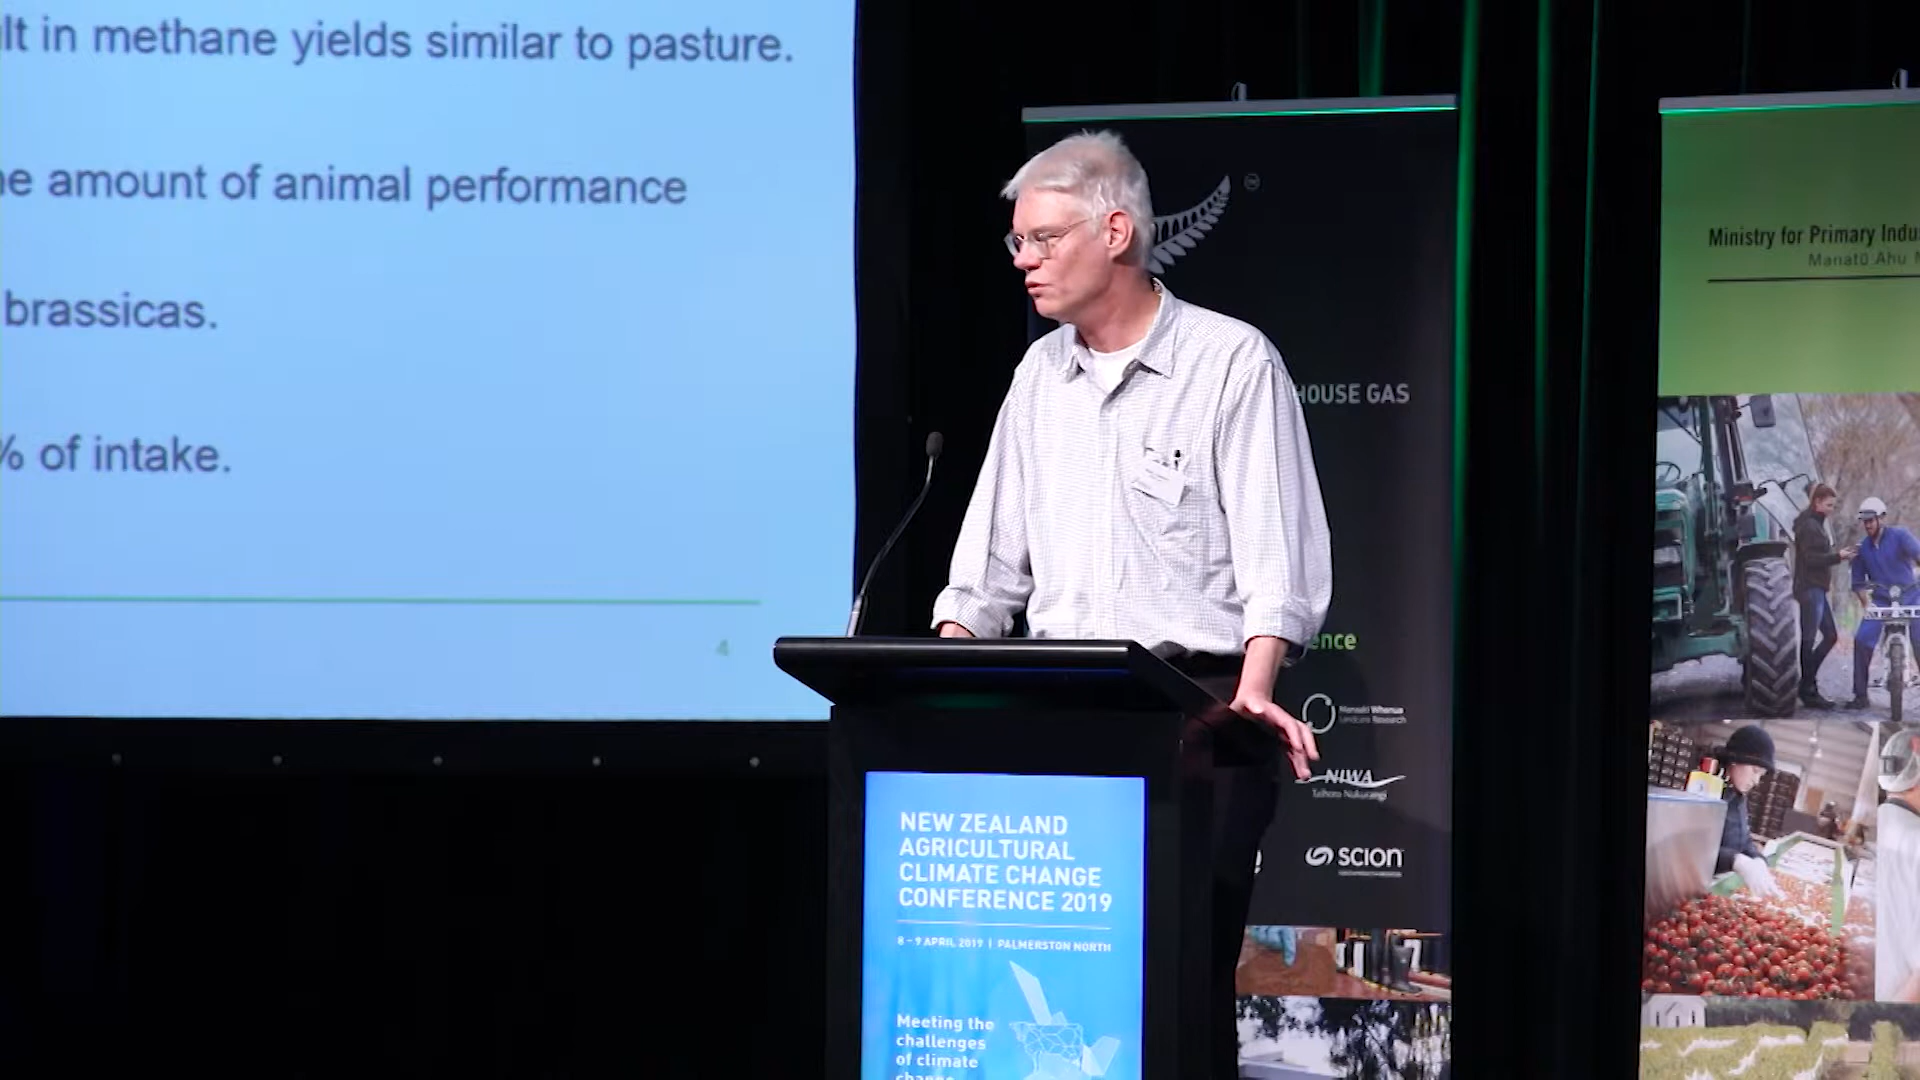 lt in methane yields similar to pasture.
e amount of animal performance
brassicas.
% of intake.
4
HOUSE GAS
ence
Manaaki Whenua
Landcare Research
NIWA
Taihoro Nukurangi
SCION
Ministry for Primary Indu
Manatū Ahu
NEW ZEALAND
AGRICULTURAL
CLIMATE CHANGE
CONFERENCE 2019
8 – 9 APRIL 2019 | PALMERSTON NORTH
Meeting the
challenges
of climate
change